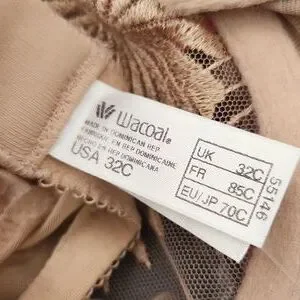 Wacoal®
MADE IN DOMINICAN REP.
FABRIQUE EN REP. DOMINICAINE
HECHO EN REP. DOMINICANA
USA 32C
UK 32C
FR 85C
EU/JP 70C
55146